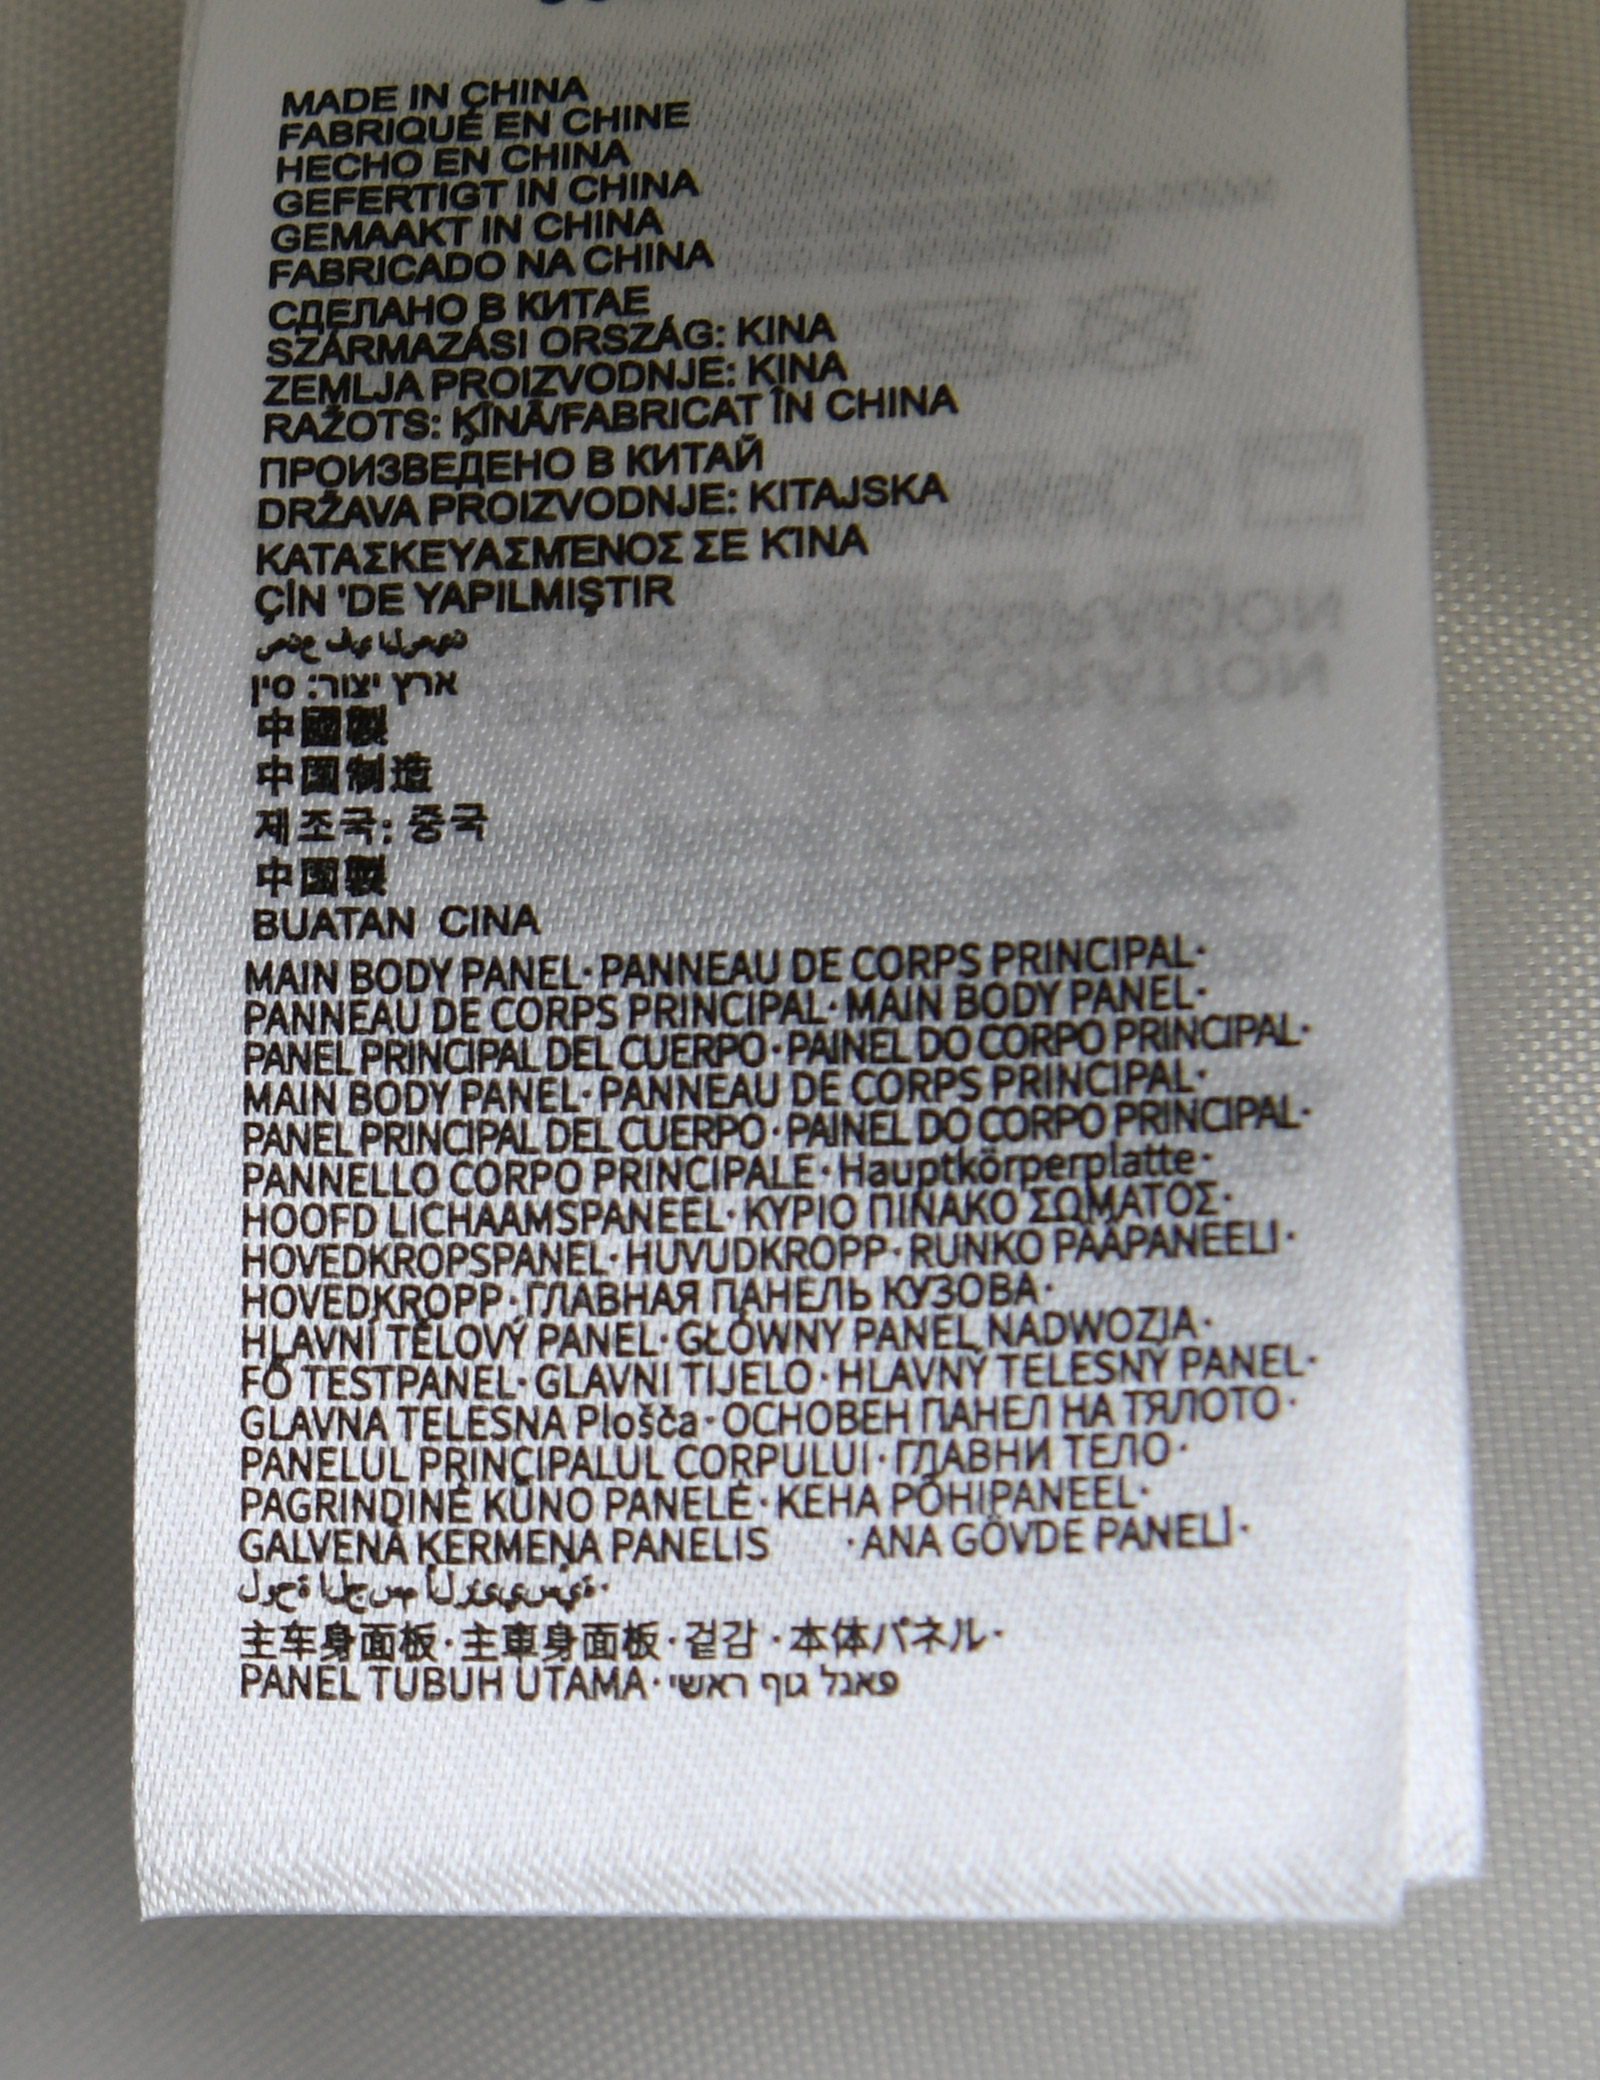 MADE IN CHINA
FABRIQUÉ EN CHINE
HECHO EN CHINA
GEFERTIGT IN CHINA
GEMAAKT IN CHINA
FABRICADO NA CHINA
СДЕЛАНО В КИТАЕ
SZÁRMAZÁSI ORSZÁG: KINA
ZEMLJA PROIZVODNJE: KINA
RAŽOTS: ĶĪNĀ/FABRICAT ÎN CHINA
ПРОИЗВЕДЕНО В КИТАЙ
DRŽAVA PROIZVODNJE: KITAJSKA
ΚΑΤΑΣΚΕΥΑΣΜΈΝΟΣ ΣΕ ΚΊΝΑ
ÇİN 'DE YAPILMIŞTIR
صنع في الصين
ארץ יצור: סין
中國製
中国制造
제조국: 중국
中国製
BUATAN CINA
MAIN BODY PANEL· PANNEAU DE CORPS PRINCIPAL·
PANNEAU DE CORPS PRINCIPAL· MAIN BODY PANEL·
PANEL PRINCIPAL DEL CUERPO· PAINEL DO CORPO PRINCIPAL·
MAIN BODY PANEL· PANNEAU DE CORPS PRINCIPAL·
PANEL PRINCIPAL DEL CUERPO· PAINEL DO CORPO PRINCIPAL·
PANNELLO CORPO PRINCIPALE· Hauptkörperplatte·
HOOFD LICHAAMSPANEEL· ΚΥΡΙΟ ΠΙΝΑΚΟ ΣΩΜΑΤΟΣ·
HOVEDKROPSPANEL· HUVUDKROPP· RUNKO PÄÄPANEELI·
HOVEDKROPP· ГЛАВНАЯ ПАНЕЛЬ КУЗОВА·
HLAVNÍ TĚLOVÝ PANEL· GŁÓWNY PANEL NADWOZIA·
FŐ TESTPANEL· GLAVNI TIJELO· HLAVNÝ TELESNÝ PANEL·
GLAVNA TELESNA Plošča· ОСНОВЕН ПАНЕЛ НА ТЯЛОТО·
PANELUL PRINCIPALUL CORPULUI· ГЛАВНИ ТЕЛО·
PAGRINDINĖ KŪNO PANELĖ· KEHA PÕHIPANEEL·
GALVENĀ ĶERMEŅA PANELIS ·ANA GÖVDE PANELİ·
لوحة الجسم الرئيسية·
主车身面板·主車身面板·겉감·本体パネル·
PANEL TUBUH UTAMA· פאנל גוף ראשי